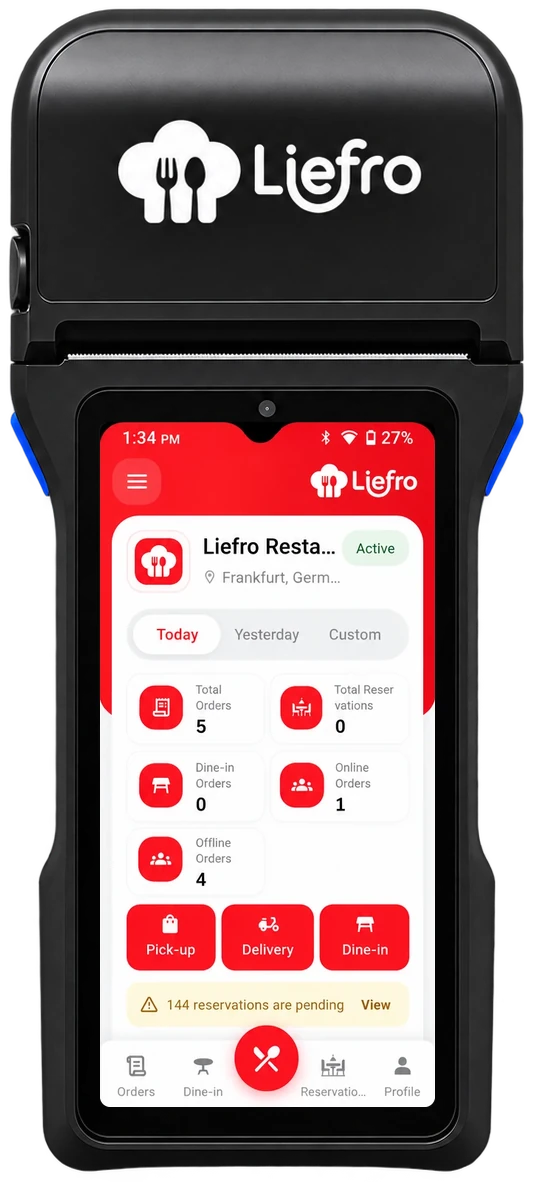 Liefro
1:34 PM
27%
Liefro
Liefro Resta...
Active
Frankfurt, Germ...
Today
Yesterday
Custom
Total
Orders
5
Total Reser
vations
0
Dine-in
Orders
0
Online
Orders
1
Offline
Orders
4
Pick-up
Delivery
Dine-in
144 reservations are pending
View
Orders
Dine-in
Reservatio...
Profile